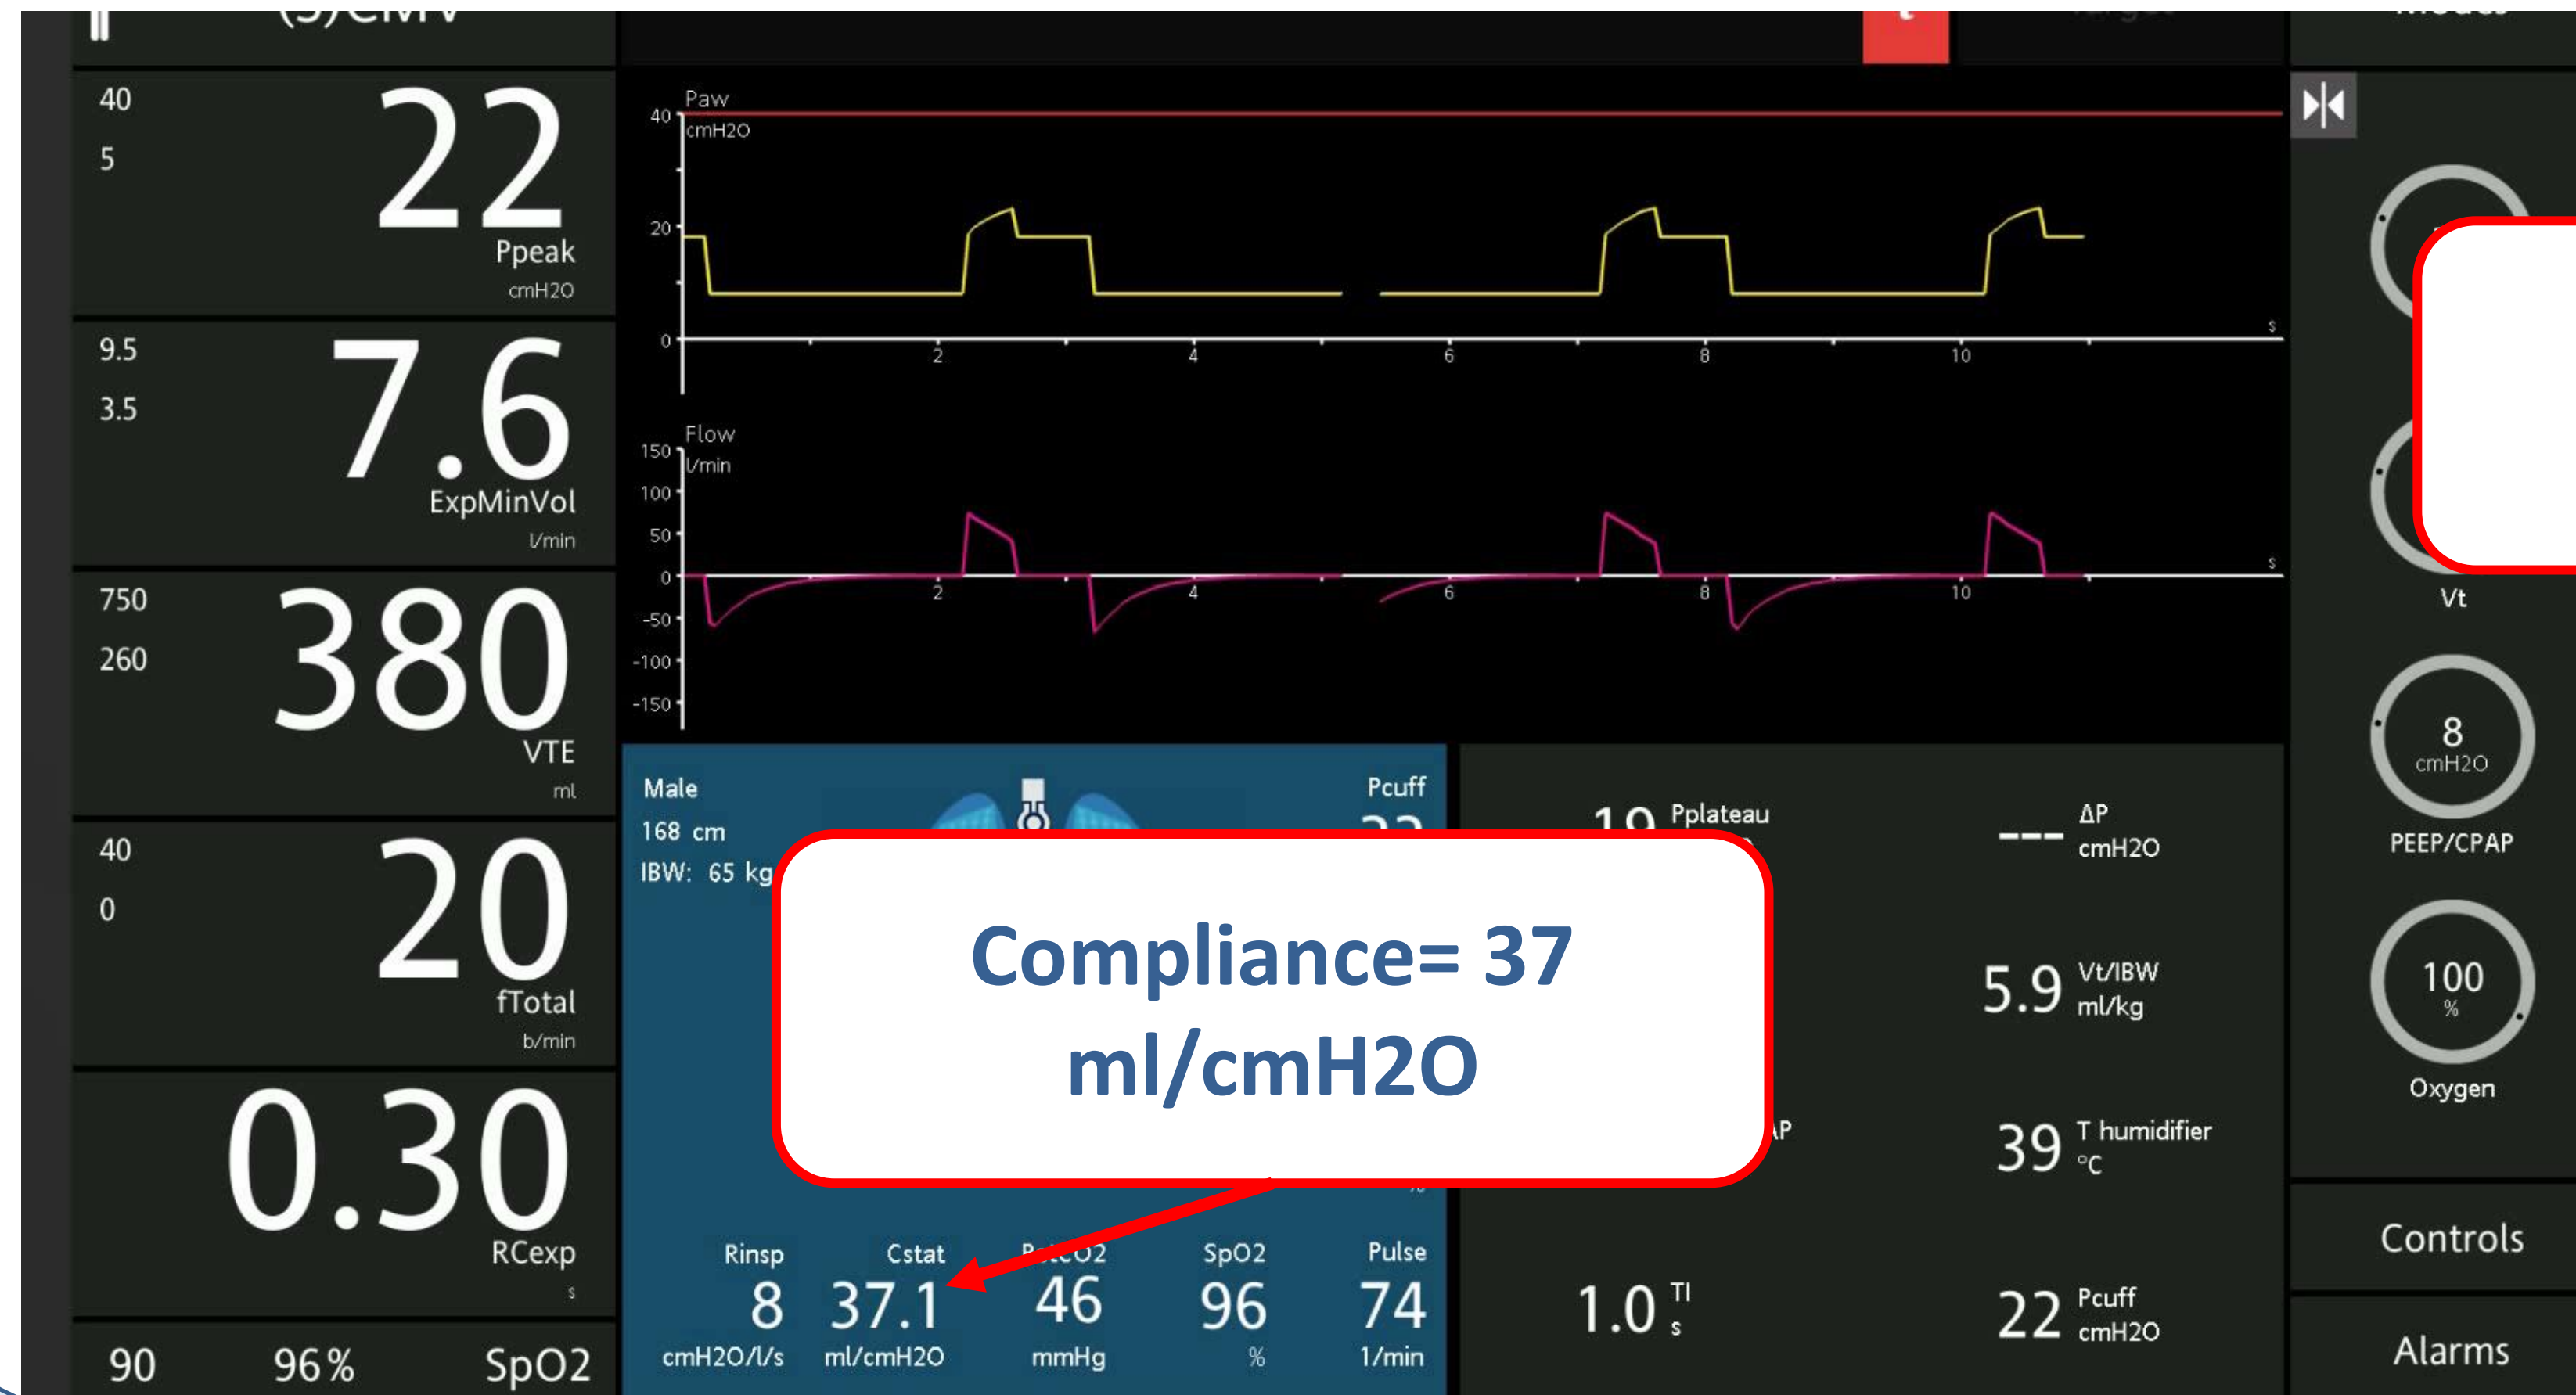 (S)CMV
40
5
22
Ppeak
cmH2O
9.5
3.5
7.6
ExpMinVol
l/min
750
260
380
VTE
ml
40
0
20
fTotal
b/min
0.30
RCexp
s
90 96% SpO2
Paw
cmH2O
40
20
0
2 4 6 8 10
s
Flow
l/min
150
100
50
0
-50
-100
-150
2 4 6 8 10
s
Male
168 cm
IBW: 65 kg
Pcuff
Compliance= 37
ml/cmH2O
%
Rinsp Cstat PetCO2 SpO2 Pulse
8 37.1 46 96 74
cmH2O/l/s ml/cmH2O mmHg % 1/min
19 Pplateau
--- ΔP
cmH2O
5.9 Vt/IBW
ml/kg
39 T humidifier
°C
1.0 TI
s
22 Pcuff
cmH2O
Modes
Vt
8
cmH2O
PEEP/CPAP
100
%
Oxygen
Controls
Alarms